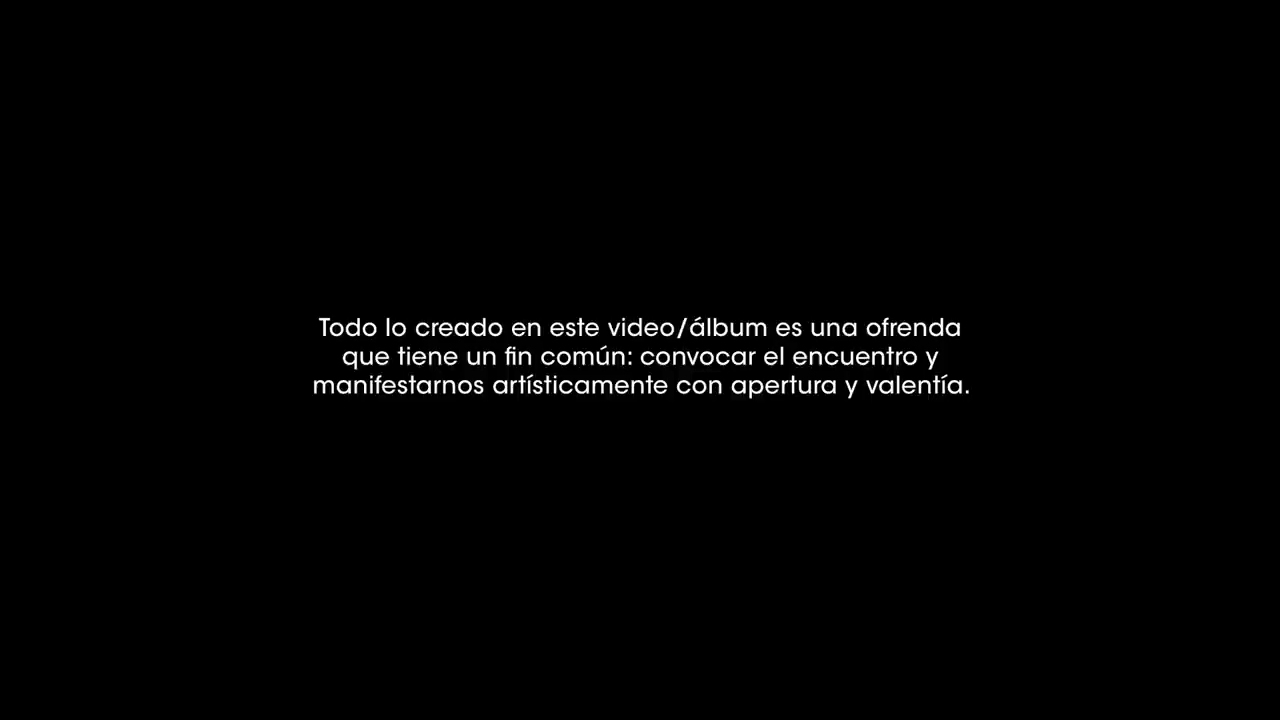 Todo lo creado en este video/álbum es una ofrenda
que tiene un fin común: convocar el encuentro y
manifestarnos artísticamente con apertura y valentía.